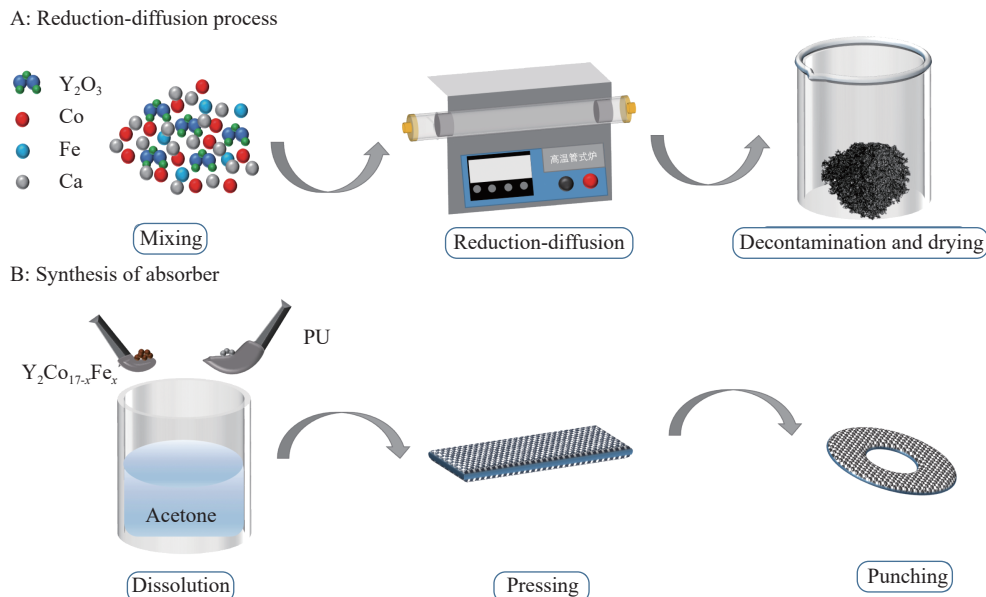 A: Reduction-diffusion process
Y₂O₃
Co
Fe
Ca
高温管式炉
Mixing
Reduction-diffusion
Decontamination and drying
B: Synthesis of absorber
PU
Y₂Co₁₇₋ₓFeₓ
Acetone
Dissolution
Pressing
Punching